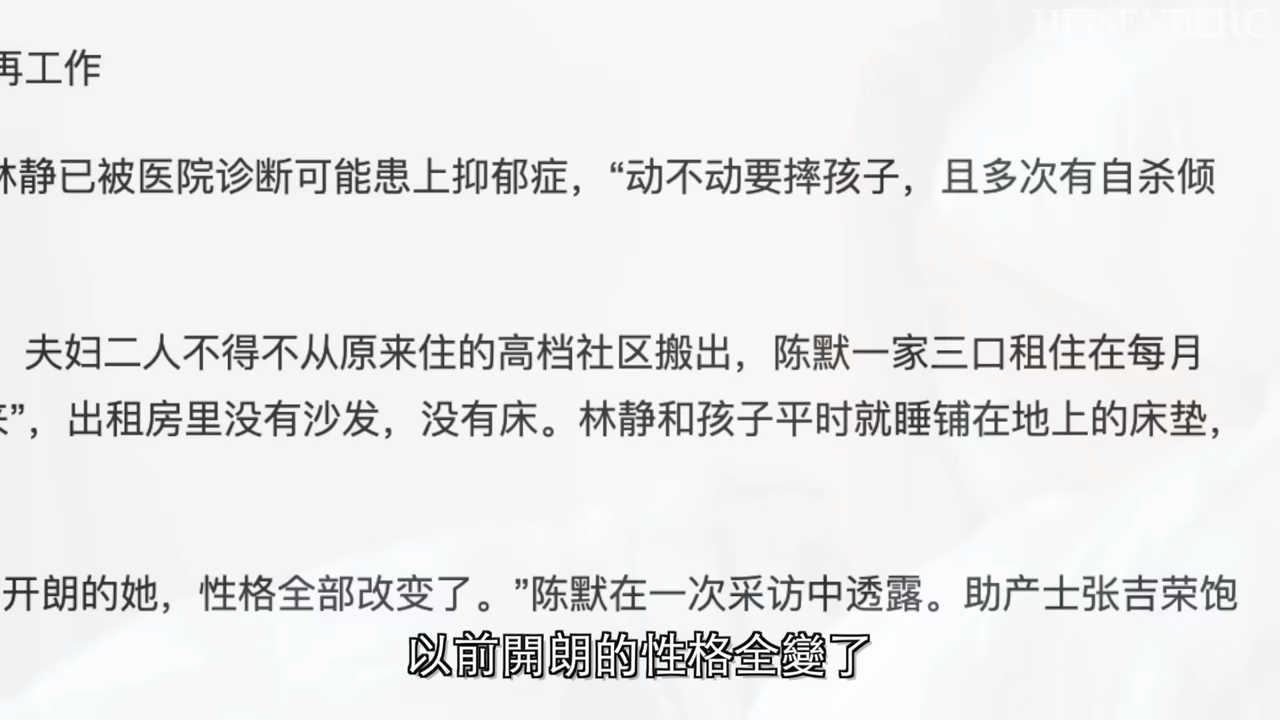 再工作
林静已被医院诊断可能患上抑郁症，“动不动要摔孩子，且多次有自杀倾
夫妇二人不得不从原来住的高档社区搬出，陈默一家三口租住在每月
来”，出租房里没有沙发，没有床。林静和孩子平时就睡铺在地上的床垫，
开朗的她，性格全部改变了。”陈默在一次采访中透露。助产士张吉荣饱
以前開朗的性格全變了